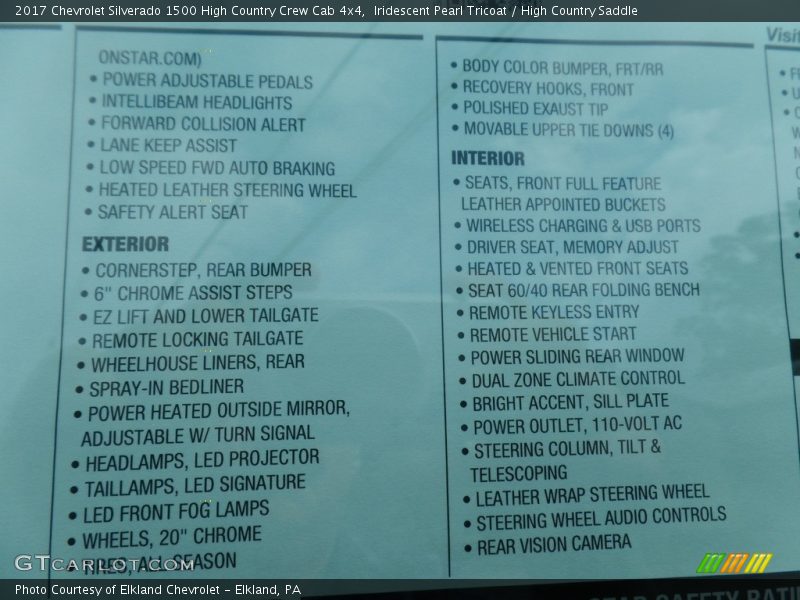 2017 Chevrolet Silverado 1500 High Country Crew Cab 4x4,  Iridescent Pearl Tricoat / High Country Saddle
ONSTAR.COM)
• POWER ADJUSTABLE PEDALS
• INTELLIBEAM HEADLIGHTS
• FORWARD COLLISION ALERT
• LANE KEEP ASSIST
• LOW SPEED FWD AUTO BRAKING
• HEATED LEATHER STEERING WHEEL
• SAFETY ALERT SEAT
EXTERIOR
• CORNERSTEP, REAR BUMPER
• 6" CHROME ASSIST STEPS
• EZ LIFT AND LOWER TAILGATE
• REMOTE LOCKING TAILGATE
• WHEELHOUSE LINERS, REAR
• SPRAY-IN BEDLINER
• POWER HEATED OUTSIDE MIRROR,
ADJUSTABLE W/ TURN SIGNAL
• HEADLAMPS, LED PROJECTOR
• TAILLAMPS, LED SIGNATURE
• LED FRONT FOG LAMPS
• WHEELS, 20" CHROME
• TIRES, ALL-SEASON
• BODY COLOR BUMPER, FRT/RR
• RECOVERY HOOKS, FRONT
• POLISHED EXAUST TIP
• MOVABLE UPPER TIE DOWNS (4)
INTERIOR
• SEATS, FRONT FULL FEATURE
LEATHER APPOINTED BUCKETS
• WIRELESS CHARGING & USB PORTS
• DRIVER SEAT, MEMORY ADJUST
• HEATED & VENTED FRONT SEATS
• SEAT 60/40 REAR FOLDING BENCH
• REMOTE KEYLESS ENTRY
• REMOTE VEHICLE START
• POWER SLIDING REAR WINDOW
• DUAL ZONE CLIMATE CONTROL
• BRIGHT ACCENT, SILL PLATE
• POWER OUTLET, 110-VOLT AC
• STEERING COLUMN, TILT &
TELESCOPING
• LEATHER WRAP STEERING WHEEL
• STEERING WHEEL AUDIO CONTROLS
• REAR VISION CAMERA
Visit
GTCARLOT.COM
Photo Courtesy of Elkland Chevrolet – Elkland, PA